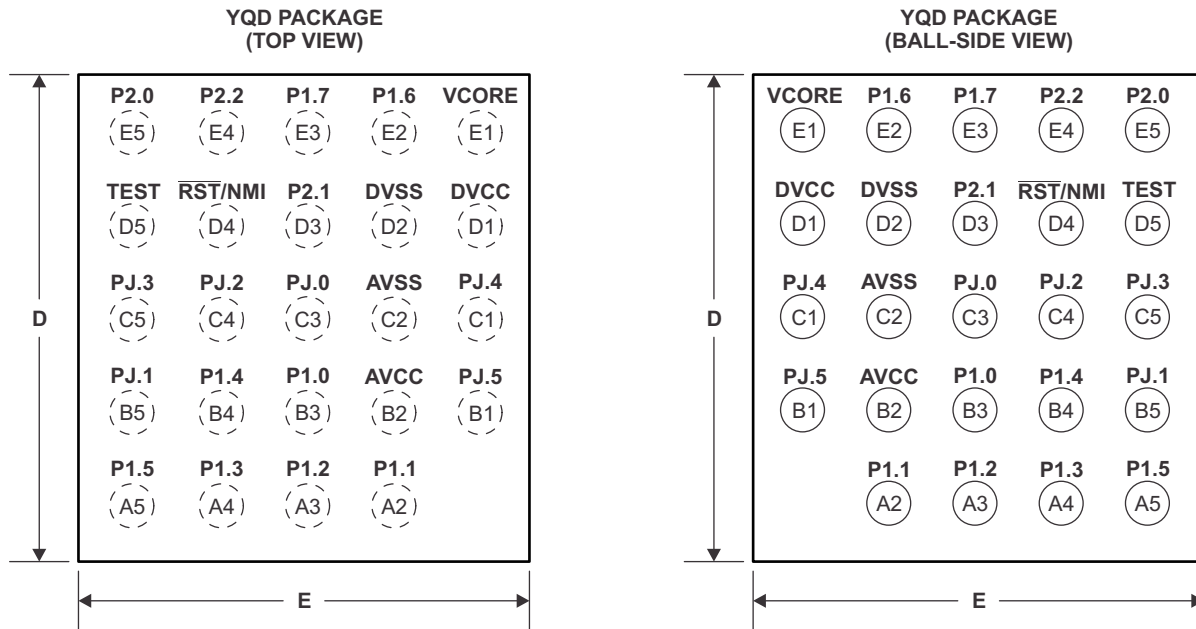 YQD PACKAGE
(TOP VIEW)
P2.0 P2.2 P1.7 P1.6 VCORE
E5 E4 E3 E2 E1
TEST RST/NMI P2.1 DVSS DVCC
D5 D4 D3 D2 D1
PJ.3 PJ.2 PJ.0 AVSS PJ.4
C5 C4 C3 C2 C1
PJ.1 P1.4 P1.0 AVCC PJ.5
B5 B4 B3 B2 B1
P1.5 P1.3 P1.2 P1.1
A5 A4 A3 A2
D
E
YQD PACKAGE
(BALL-SIDE VIEW)
VCORE P1.6 P1.7 P2.2 P2.0
E1 E2 E3 E4 E5
DVCC DVSS P2.1 RST/NMI TEST
D1 D2 D3 D4 D5
PJ.4 AVSS PJ.0 PJ.2 PJ.3
C1 C2 C3 C4 C5
PJ.5 AVCC P1.0 P1.4 PJ.1
B1 B2 B3 B4 B5
P1.1 P1.2 P1.3 P1.5
A2 A3 A4 A5
D
E